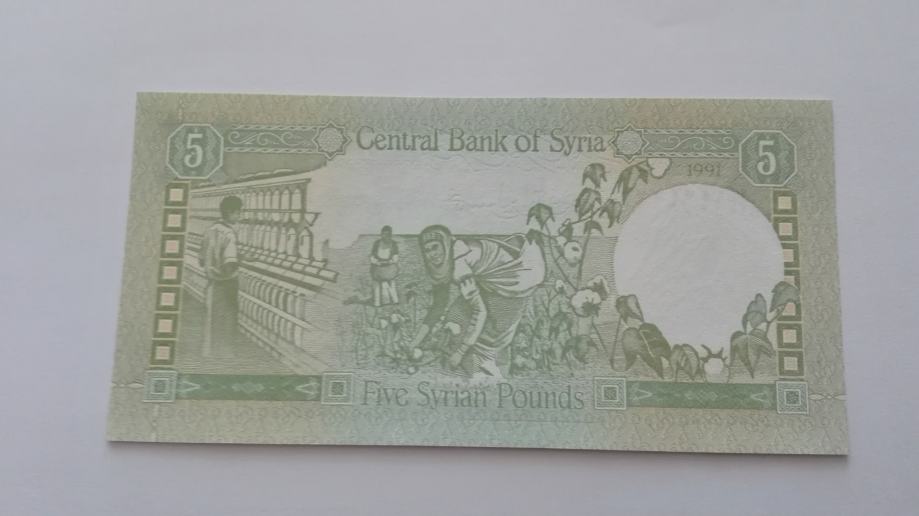 5 Central Bank of Syria 5
1991
Five Syrian Pounds